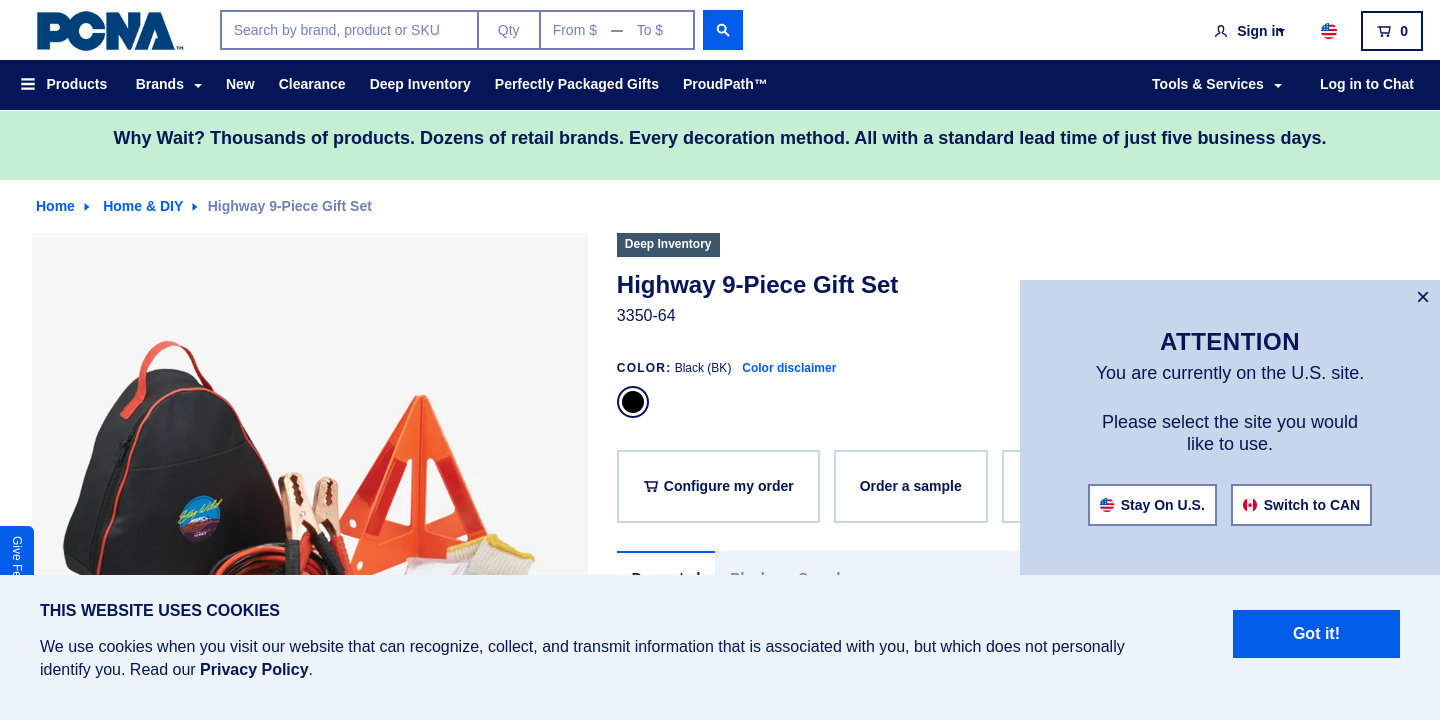 PCNA™
Search by brand, product or SKU
Qty
From $ — To $
Sign in
0
Products
Brands
New
Clearance
Deep Inventory
Perfectly Packaged Gifts
ProudPath™
Tools & Services
Log in to Chat
Why Wait? Thousands of products. Dozens of retail brands. Every decoration method. All with a standard lead time of just five business days.
Home
Home & DIY
Highway 9-Piece Gift Set
Deep Inventory
Highway 9-Piece Gift Set
3350-64
COLOR: Black (BK) Color disclaimer
Configure my order
Order a sample
×
ATTENTION
You are currently on the U.S. site.
Please select the site you would
like to use.
Stay On U.S.
Switch to CAN
Give Fe
THIS WEBSITE USES COOKIES
We use cookies when you visit our website that can recognize, collect, and transmit information that is associated with you, but which does not personally
identify you. Read our Privacy Policy.
Got it!